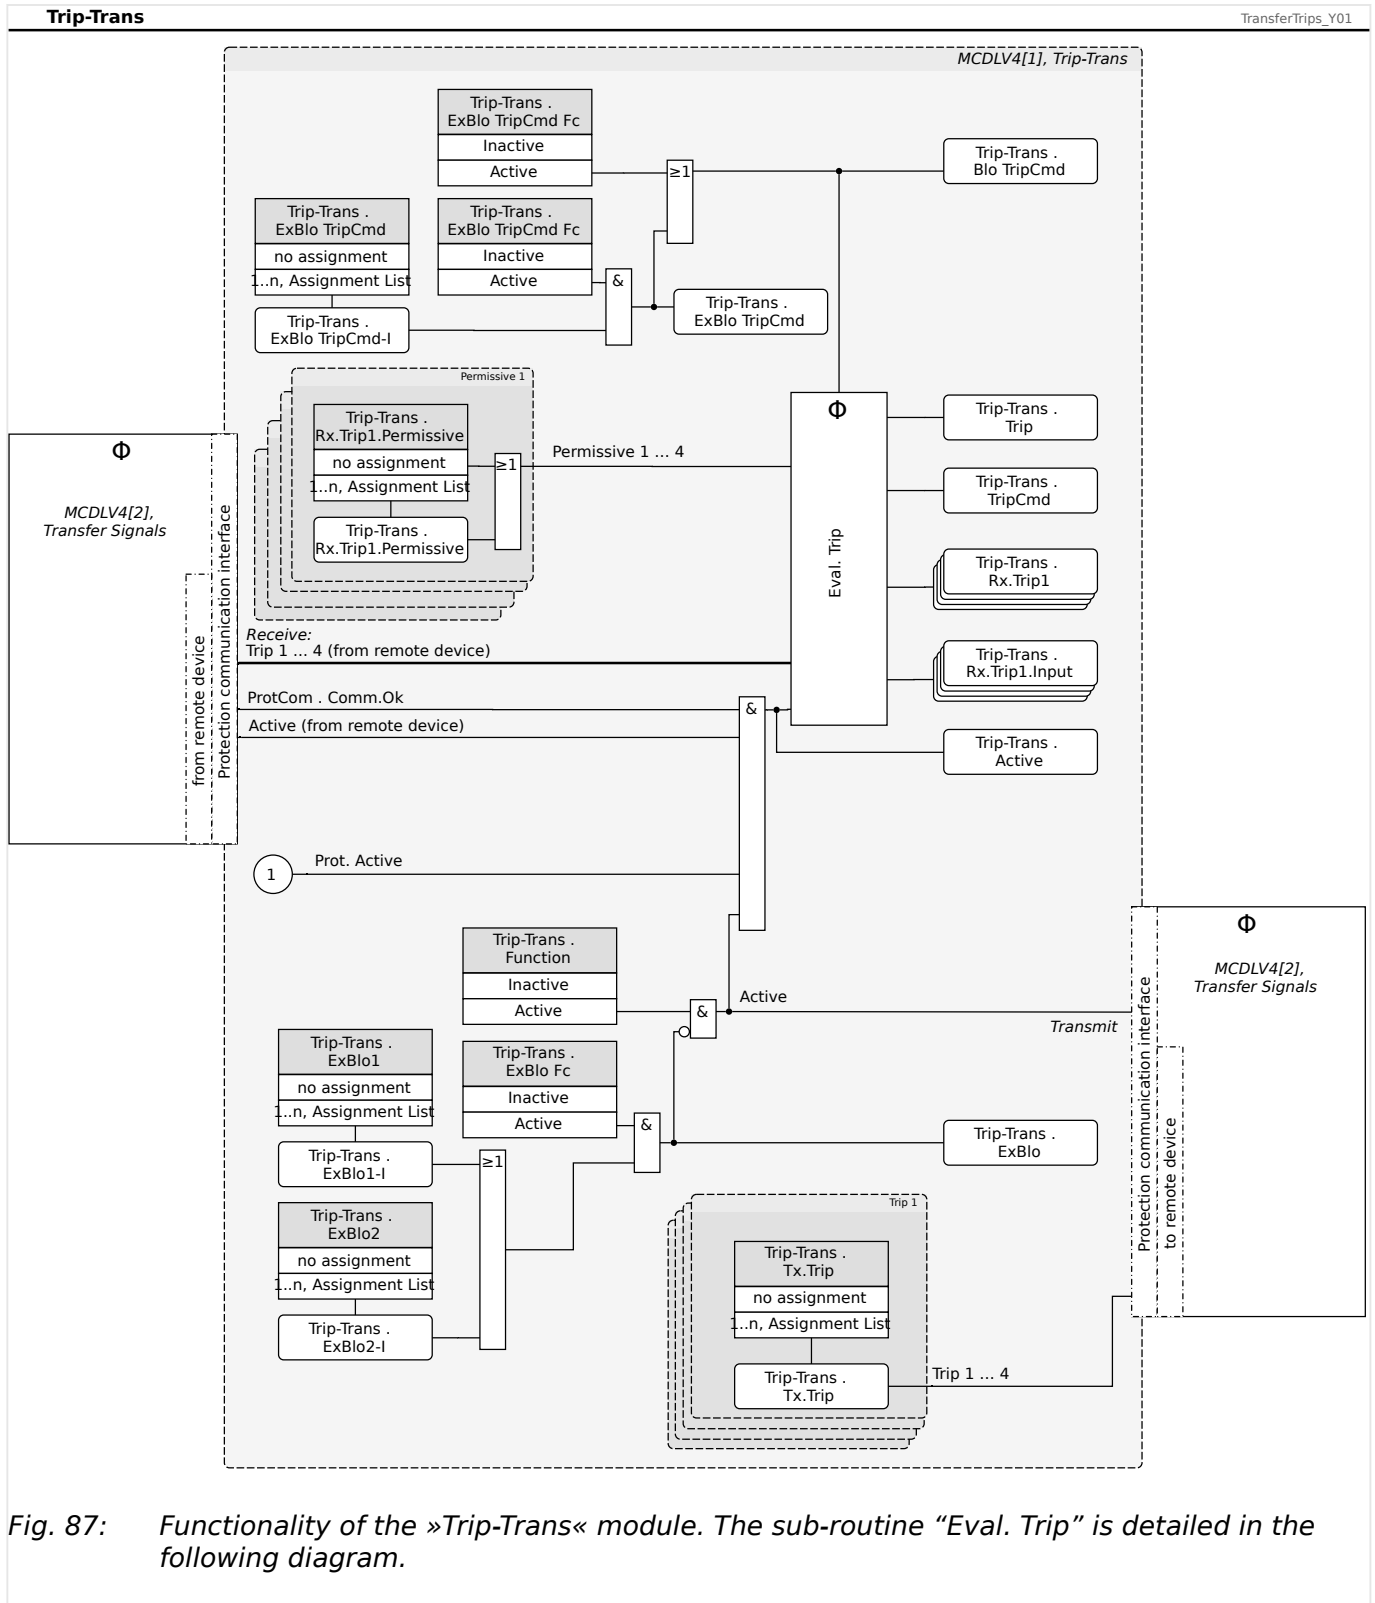 Trip-Trans
TransferTrips_Y01
MCDLV4[1], Trip-Trans
Trip-Trans .
ExBlo TripCmd Fc
Inactive
Active
≥1
Trip-Trans .
Blo TripCmd
Trip-Trans .
ExBlo TripCmd
no assignment
1..n, Assignment List
Trip-Trans .
ExBlo TripCmd-I
Trip-Trans .
ExBlo TripCmd Fc
Inactive
Active
&
Trip-Trans .
ExBlo TripCmd
Permissive 1
Trip-Trans .
Rx.Trip1.Permissive
no assignment
1..n, Assignment List
Trip-Trans .
Rx.Trip1.Permissive
≥1
Permissive 1 ... 4
Φ
Eval. Trip
Trip-Trans .
Trip
Trip-Trans .
TripCmd
Trip-Trans .
Rx.Trip1
Trip-Trans .
Rx.Trip1.Input
Trip-Trans .
Active
Φ
MCDLV4[2],
Transfer Signals
from remote device
Protection communication interface
Receive:
Trip 1 ... 4 (from remote device)
ProtCom . Comm.Ok
Active (from remote device)
&
1
Prot. Active
Trip-Trans .
Function
Inactive
Active
&
Active
Transmit
Φ
MCDLV4[2],
Transfer Signals
Protection communication interface
to remote device
Trip-Trans .
ExBlo1
no assignment
1..n, Assignment List
Trip-Trans .
ExBlo1-I
Trip-Trans .
ExBlo Fc
Inactive
Active
&
≥1
Trip-Trans .
ExBlo
Trip-Trans .
ExBlo2
no assignment
1..n, Assignment List
Trip-Trans .
ExBlo2-I
Trip 1
Trip-Trans .
Tx.Trip
no assignment
1..n, Assignment List
Trip-Trans .
Tx.Trip
Trip 1 ... 4
Fig. 87: Functionality of the »Trip-Trans« module. The sub-routine “Eval. Trip” is detailed in the
following diagram.